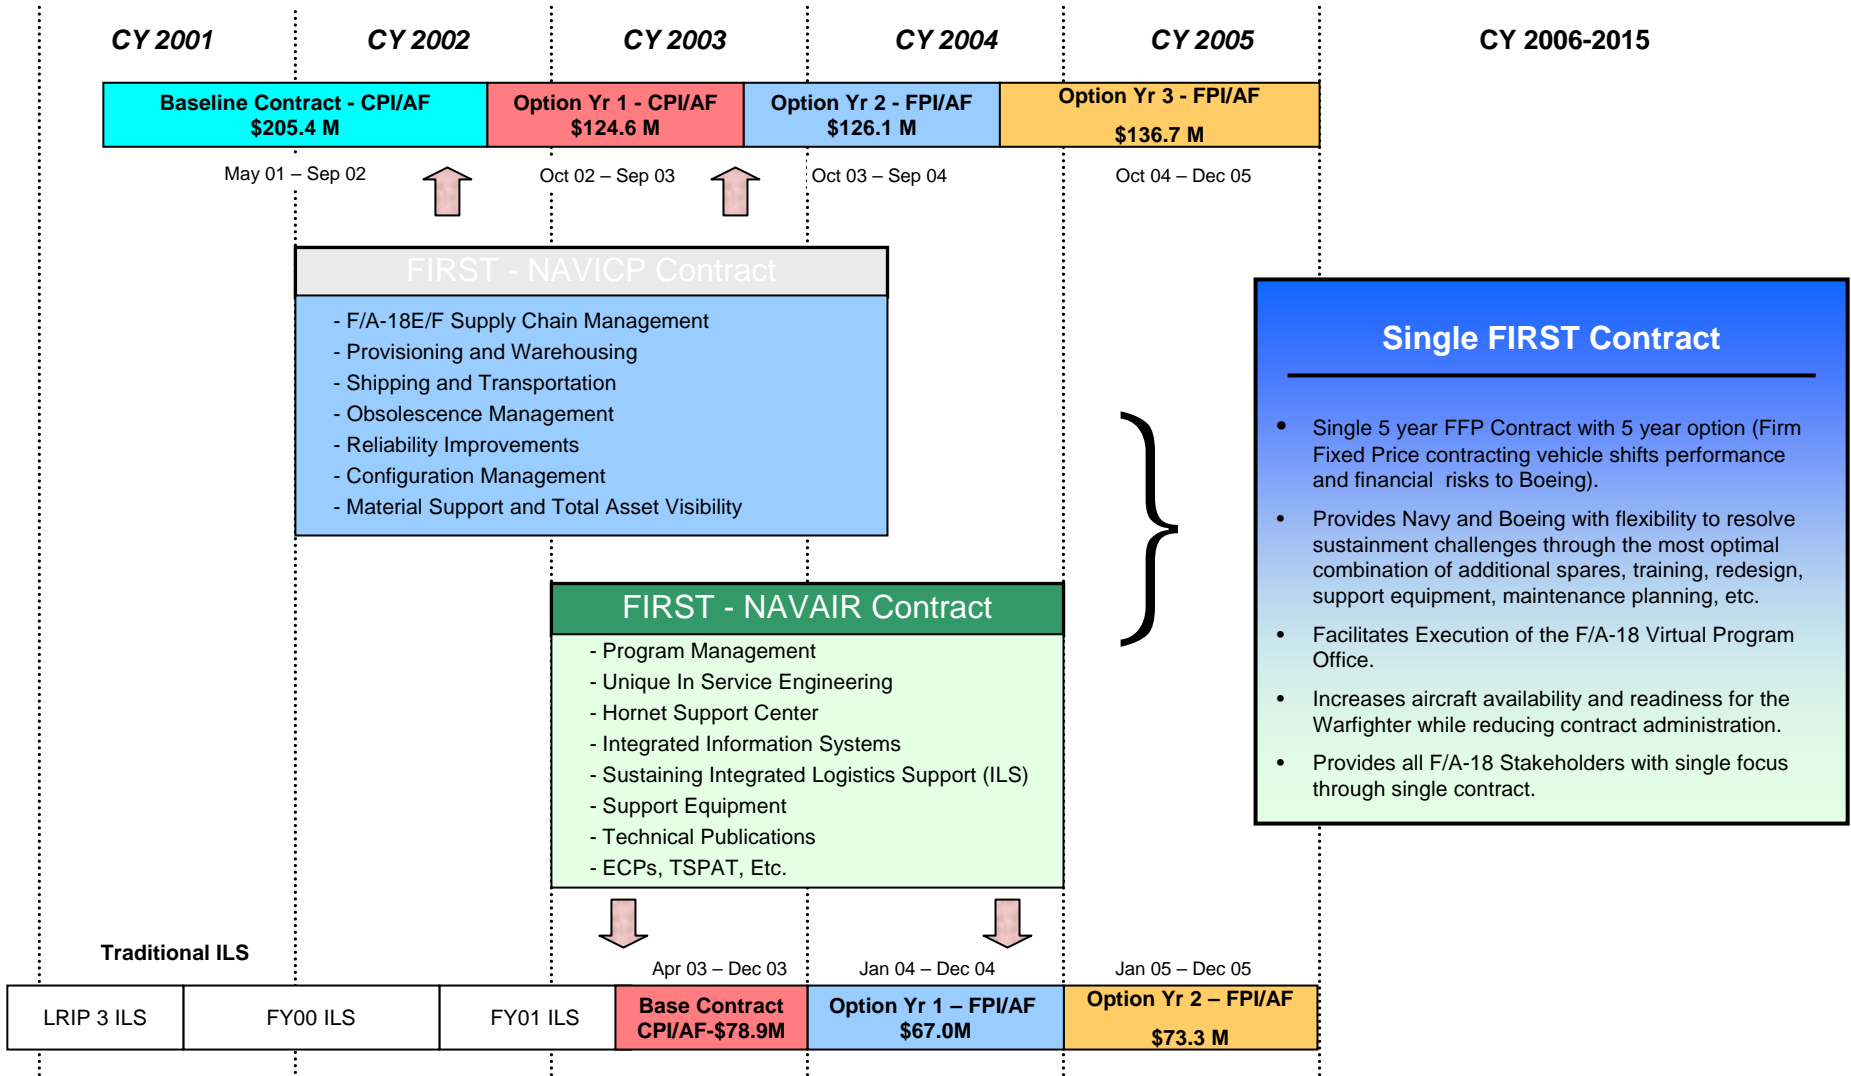 CY 2001
CY 2002
CY 2003
CY 2004
CY 2005
CY 2006-2015
Baseline Contract - CPI/AF
$205.4 M
Option Yr 1 - CPI/AF
$124.6 M
Option Yr 2 - FPI/AF
$126.1 M
Option Yr 3 - FPI/AF
$136.7 M
May 01 – Sep 02
Oct 02 – Sep 03
Oct 03 – Sep 04
Oct 04 – Dec 05
FIRST - NAVICP Contract
- F/A-18E/F Supply Chain Management
- Provisioning and Warehousing
- Shipping and Transportation
- Obsolescence Management
- Reliability Improvements
- Configuration Management
- Material Support and Total Asset Visibility
FIRST - NAVAIR Contract
- Program Management
- Unique In Service Engineering
- Hornet Support Center
- Integrated Information Systems
- Sustaining Integrated Logistics Support (ILS)
- Support Equipment
- Technical Publications
- ECPs, TSPAT, Etc.
}
Single FIRST Contract
• Single 5 year FFP Contract with 5 year option (Firm
Fixed Price contracting vehicle shifts performance
and financial risks to Boeing).
• Provides Navy and Boeing with flexibility to resolve
sustainment challenges through the most optimal
combination of additional spares, training, redesign,
support equipment, maintenance planning, etc.
• Facilitates Execution of the F/A-18 Virtual Program
Office.
• Increases aircraft availability and readiness for the
Warfighter while reducing contract administration.
• Provides all F/A-18 Stakeholders with single focus
through single contract.
Traditional ILS
Apr 03 – Dec 03
Jan 04 – Dec 04
Jan 05 – Dec 05
LRIP 3 ILS
FY00 ILS
FY01 ILS
Base Contract
CPI/AF-$78.9M
Option Yr 1 – FPI/AF
$67.0M
Option Yr 2 – FPI/AF
$73.3 M